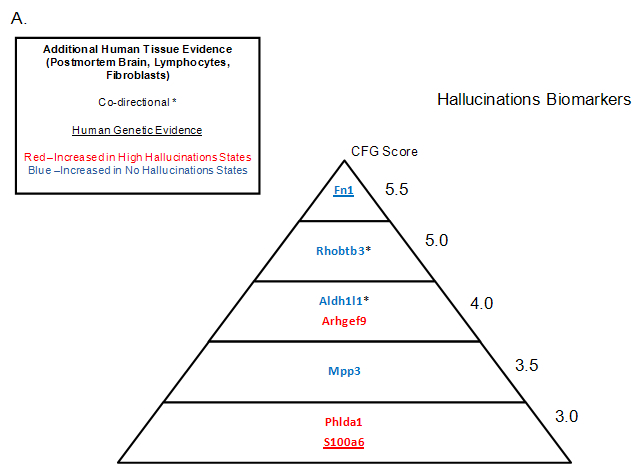 A.
Additional Human Tissue Evidence
(Postmortem Brain, Lymphocytes,
Fibroblasts)
Co-directional *
Human Genetic Evidence
Red –Increased in High Hallucinations States
Blue –Increased in No Hallucinations States
Hallucinations Biomarkers
CFG Score
Fn1
5.5
Rhobtb3*
5.0
Aldh1l1*
Arhgef9
4.0
Mpp3
3.5
Phlda1
S100a6
3.0